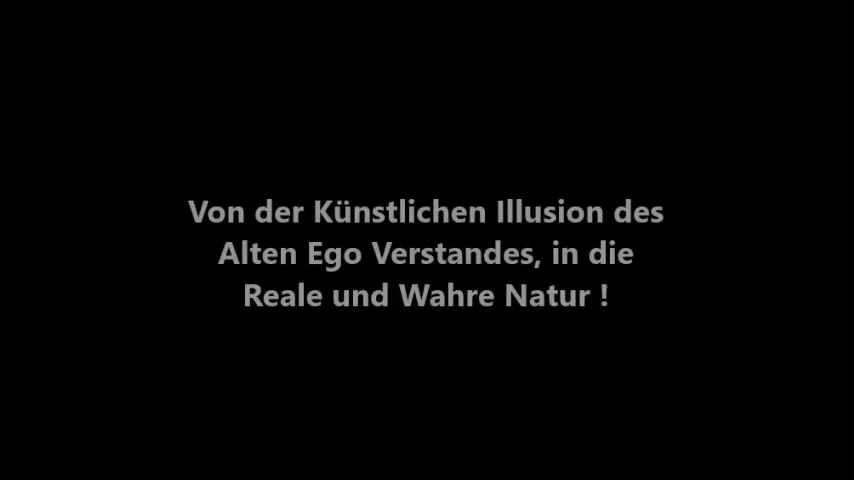 Von der Künstlichen Illusion des
Alten Ego Verstandes, in die
Reale und Wahre Natur !